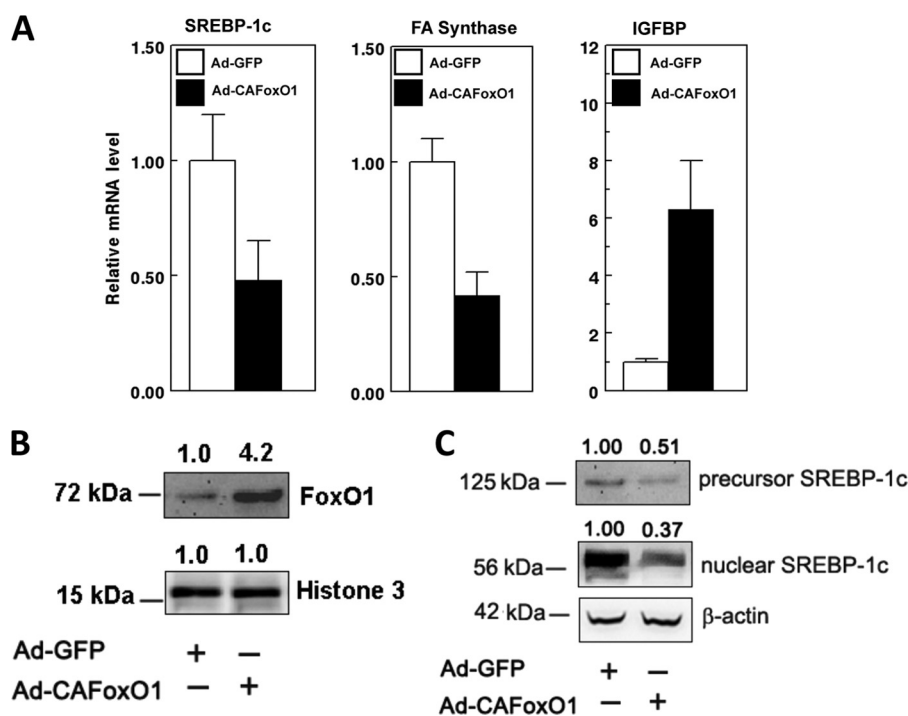 A
SREBP-1c
FA Synthase
IGFBP
Relative mRNA level
1.50
1.00
0.50
0.00
Ad-GFP
Ad-CAFoxO1
1.50
1.00
0.50
0.00
Ad-GFP
Ad-CAFoxO1
12
10
8
6
4
2
0
Ad-GFP
Ad-CAFoxO1
B
1.0 4.2
72 kDa FoxO1
1.0 1.0
15 kDa Histone 3
Ad-GFP + –
Ad-CAFoxO1 – +
C
1.00 0.51
125 kDa precursor SREBP-1c
1.00 0.37
56 kDa nuclear SREBP-1c
42 kDa β-actin
Ad-GFP + –
Ad-CAFoxO1 – +